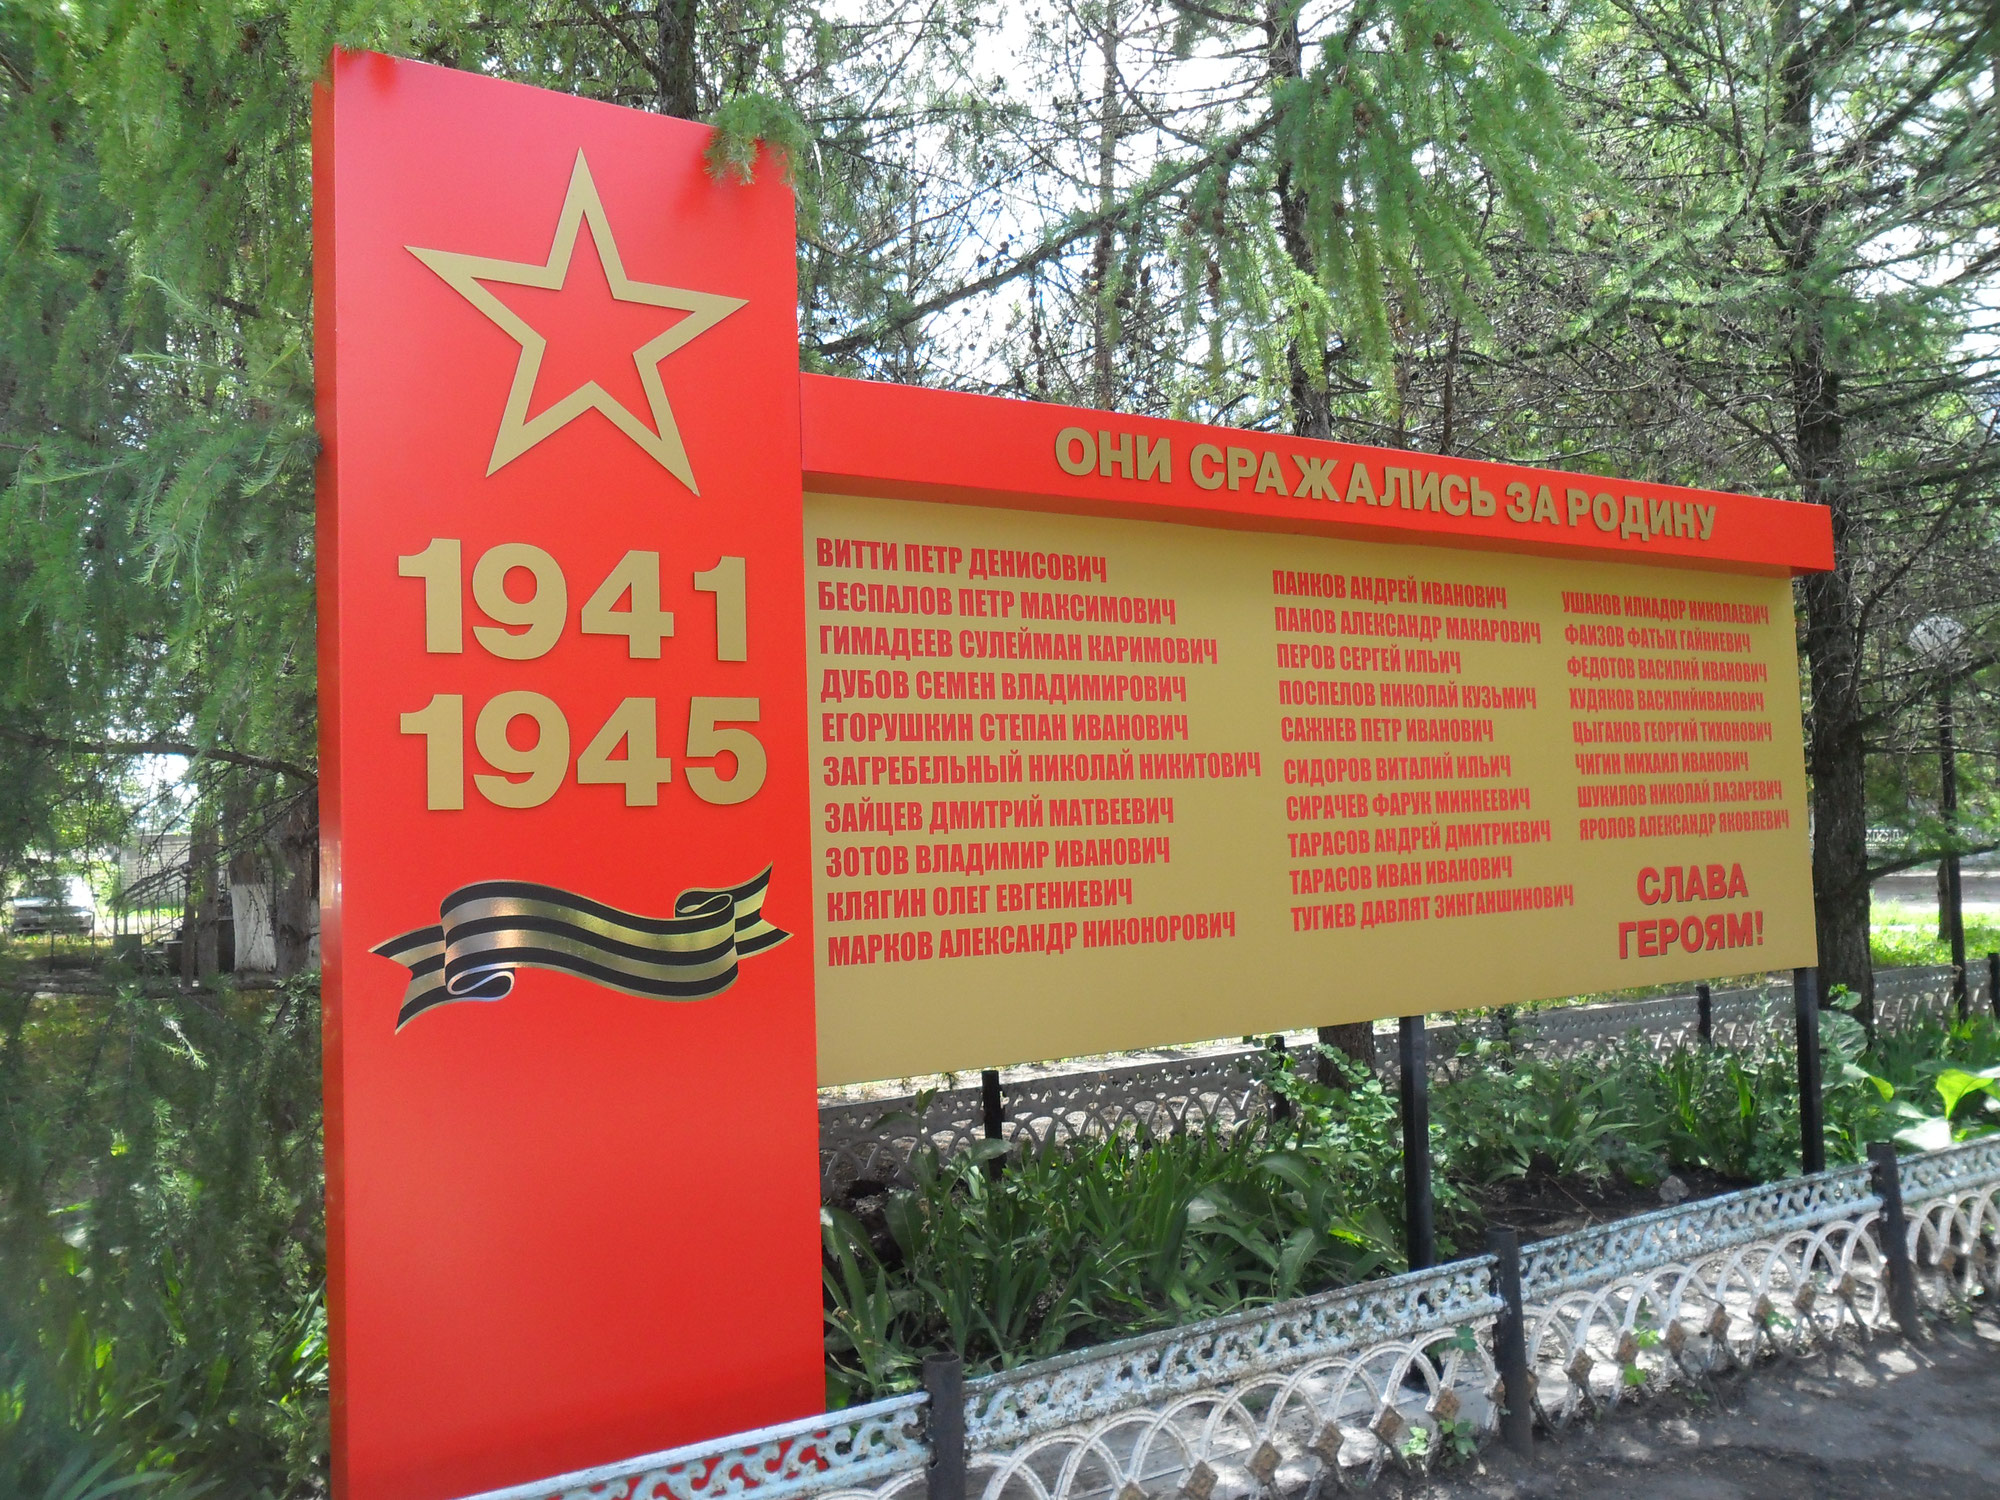 1941
1945
ОНИ СРАЖАЛИСЬ ЗА РОДИНУ
ВИТТИ ПЕТР ДЕНИСОВИЧ
БЕСПАЛОВ ПЕТР МАКСИМОВИЧ
ГИМАДЕЕВ СУЛЕЙМАН КАРИМОВИЧ
ДУБОВ СЕМЕН ВЛАДИМИРОВИЧ
ЕГОРУШКИН СТЕПАН ИВАНОВИЧ
ЗАГРЕБЕЛЬНЫЙ НИКОЛАЙ НИКИТОВИЧ
ЗАЙЦЕВ ДМИТРИЙ МАТВЕЕВИЧ
ЗОТОВ ВЛАДИМИР ИВАНОВИЧ
КЛЯГИН ОЛЕГ ЕВГЕНИЕВИЧ
МАРКОВ АЛЕКСАНДР НИКОНОРОВИЧ
ПАНКОВ АНДРЕЙ ИВАНОВИЧ
ПАНОВ АЛЕКСАНДР МАКАРОВИЧ
ПЕРОВ СЕРГЕЙ ИЛЬИЧ
ПОСПЕЛОВ НИКОЛАЙ КУЗЬМИЧ
САЖНЕВ ПЕТР ИВАНОВИЧ
СИДОРОВ ВИТАЛИЙ ИЛЬИЧ
СИРАЧЕВ ФАРУК МИННЕЕВИЧ
ТАРАСОВ АНДРЕЙ ДМИТРИЕВИЧ
ТАРАСОВ ИВАН ИВАНОВИЧ
ТУГИЕВ ДАВЛЯТ ЗИНГАНШИНОВИЧ
УШАКОВ ИЛИАДОР НИКОЛАЕВИЧ
ФАИЗОВ ФАТЫХ ГАЙНИЕВИЧ
ФЕДОТОВ ВАСИЛИЙ ИВАНОВИЧ
ХУДЯКОВ ВАСИЛИЙИВАНОВИЧ
ЦЫГАНОВ ГЕОРГИЙ ТИХОНОВИЧ
ЧИГИН МИХАИЛ ИВАНОВИЧ
ШУКИЛОВ НИКОЛАЙ ЛАЗАРЕВИЧ
ЯРОЛОВ АЛЕКСАНДР ЯКОВЛЕВИЧ
СЛАВА
ГЕРОЯМ!